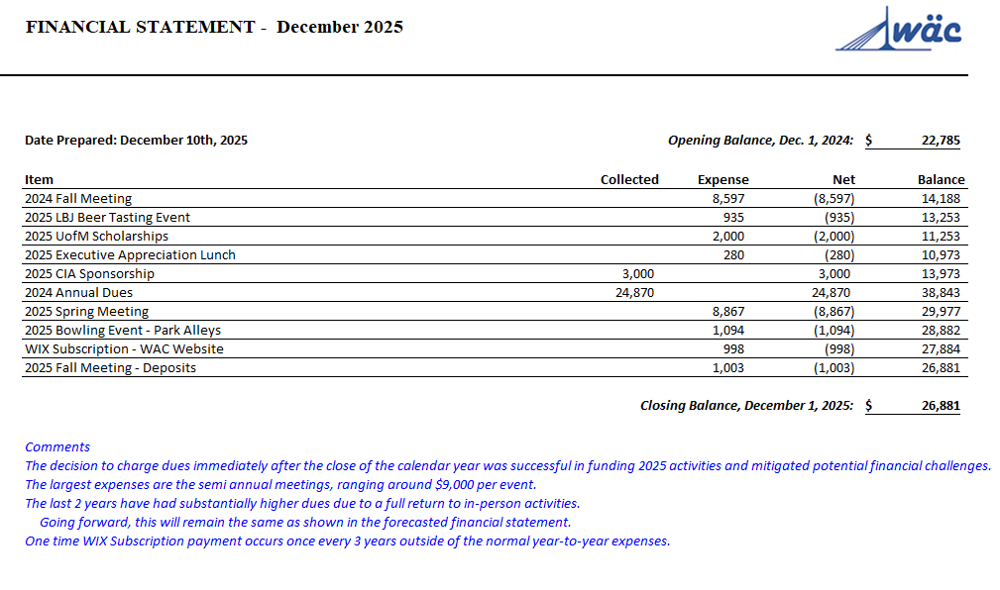 FINANCIAL STATEMENT - December 2025
wäc
Date Prepared: December 10th, 2025 Opening Balance, Dec. 1, 2024: $ 22,785
Item Collected Expense Net Balance
2024 Fall Meeting 8,597 (8,597) 14,188
2025 LBJ Beer Tasting Event 935 (935) 13,253
2025 UofM Scholarships 2,000 (2,000) 11,253
2025 Executive Appreciation Lunch 280 (280) 10,973
2025 CIA Sponsorship 3,000 3,000 13,973
2024 Annual Dues 24,870 24,870 38,843
2025 Spring Meeting 8,867 (8,867) 29,977
2025 Bowling Event - Park Alleys 1,094 (1,094) 28,882
WIX Subscription - WAC Website 998 (998) 27,884
2025 Fall Meeting - Deposits 1,003 (1,003) 26,881
Closing Balance, December 1, 2025: $ 26,881
Comments
The decision to charge dues immediately after the close of the calendar year was successful in funding 2025 activities and mitigated potential financial challenges.
The largest expenses are the semi annual meetings, ranging around $9,000 per event.
The last 2 years have had substantially higher dues due to a full return to in-person activities.
Going forward, this will remain the same as shown in the forecasted financial statement.
One time WIX Subscription payment occurs once every 3 years outside of the normal year-to-year expenses.